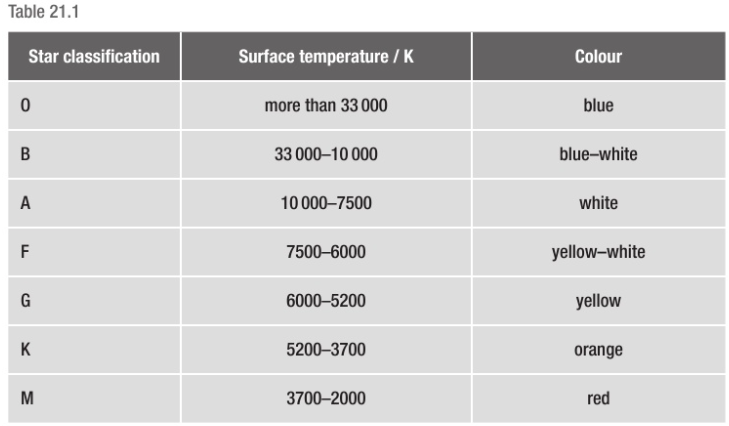 Table 21.1
Star classification Surface temperature / K Colour
O more than 33 000 blue
B 33 000–10 000 blue–white
A 10 000–7500 white
F 7500–6000 yellow–white
G 6000–5200 yellow
K 5200–3700 orange
M 3700–2000 red